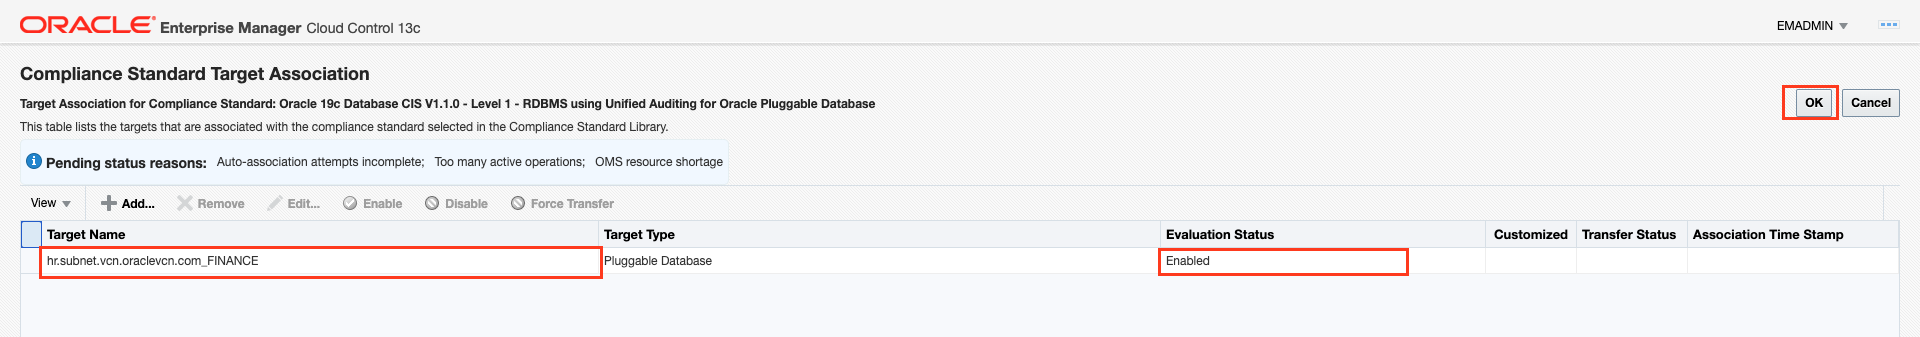 ORACLE Enterprise Manager Cloud Control 13c
EMADMIN
Compliance Standard Target Association
Target Association for Compliance Standard: Oracle 19c Database CIS V1.1.0 - Level 1 - RDBMS using Unified Auditing for Oracle Pluggable Database
OK Cancel
This table lists the targets that are associated with the compliance standard selected in the Compliance Standard Library.
Pending status reasons: Auto-association attempts incomplete; Too many active operations; OMS resource shortage
View Add... Remove Edit... Enable Disable Force Transfer
Target Name Target Type Evaluation Status Customized Transfer Status Association Time Stamp
hr.subnet.vcn.oraclevcn.com_FINANCE Pluggable Database Enabled